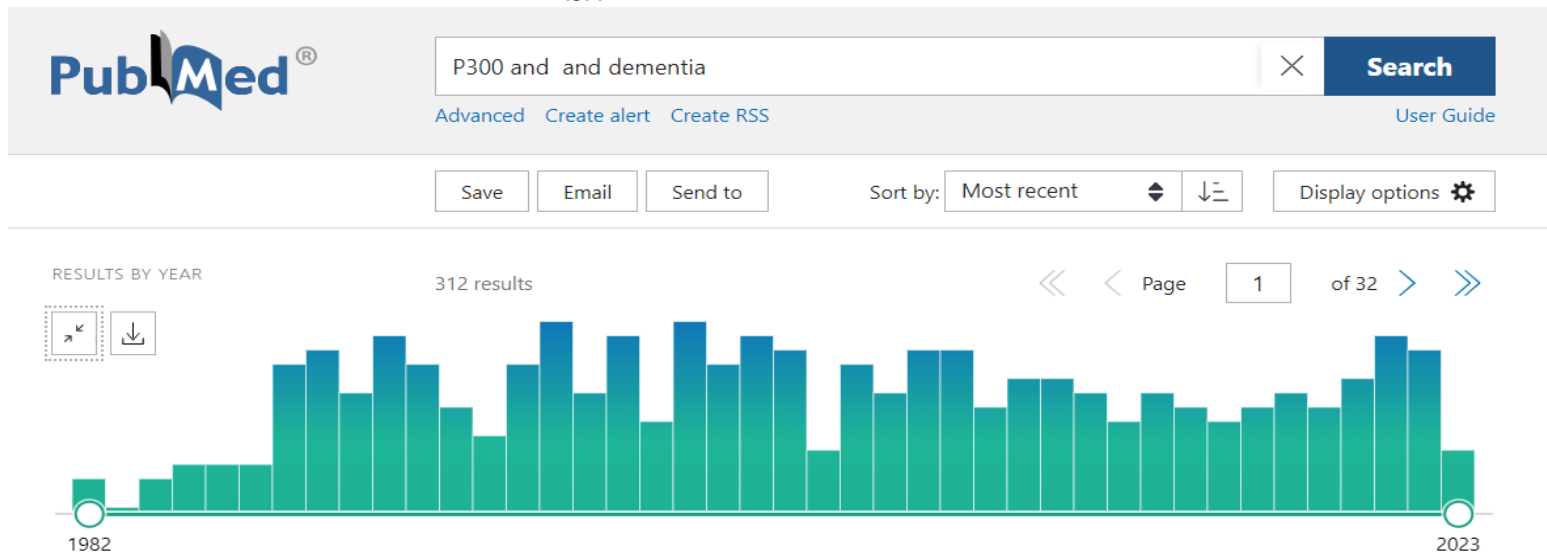 PubMed®
P300 and and dementia
Search
Advanced Create alert Create RSS
User Guide
Save Email Send to Sort by: Most recent Display options
RESULTS BY YEAR
312 results
Page 1 of 32
1982
2023